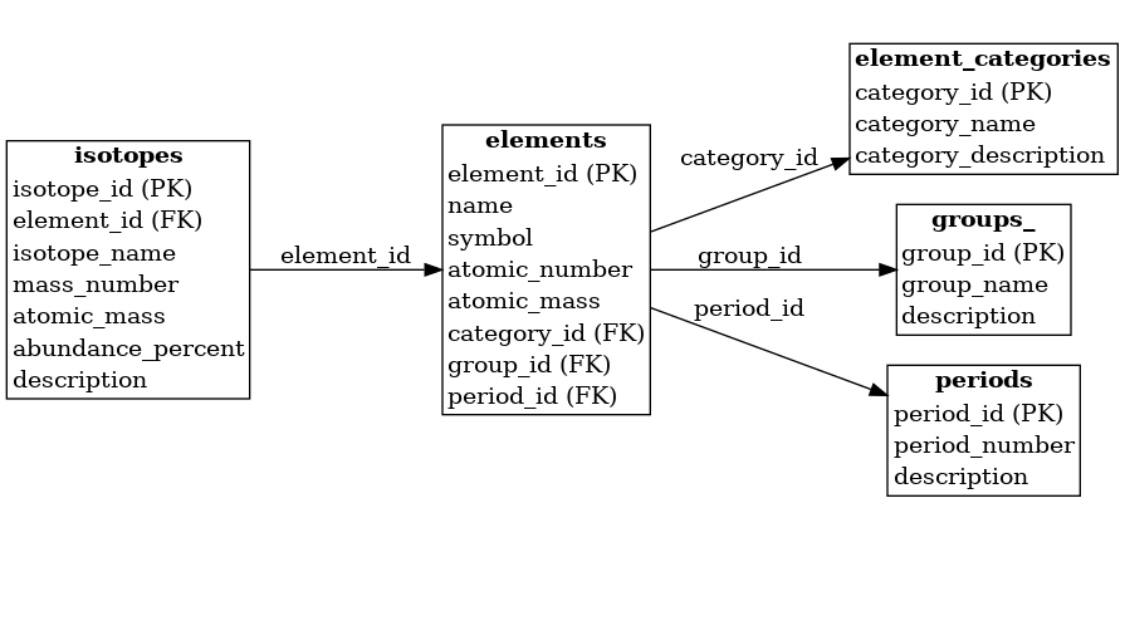 isotopes
isotope_id (PK)
element_id (FK)
isotope_name
mass_number
atomic_mass
abundance_percent
description
element_id
elements
element_id (PK)
name
symbol
atomic_number
atomic_mass
category_id (FK)
group_id (FK)
period_id (FK)
category_id
group_id
period_id
element_categories
category_id (PK)
category_name
category_description
groups_
group_id (PK)
group_name
description
periods
period_id (PK)
period_number
description